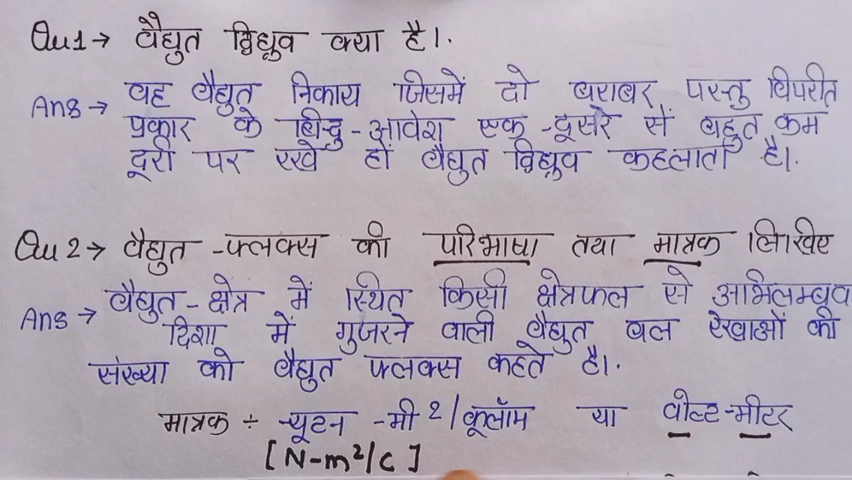 Qu1→ वैद्युत द्विध्रुव क्या है।.
Ans→ वह वैद्युत निकाय जिसमें दो बराबर परन्तु विपरीत
प्रकार के बिन्दु-आवेश एक-दूसरे से बहुत कम
दूरी पर रखे हों वैद्युत द्विध्रुव कहलाता है।.
Qu2→ वैद्युत-फ्लक्स की परिभाषा तथा मात्रक लिखिए
Ans→ वैद्युत-क्षेत्र में स्थित किसी क्षेत्रफल से अभिलम्बवत
दिशा में गुजरने वाली वैद्युत बल रेखाओं की
संख्या को वैद्युत फ्लक्स कहते है।.
मात्रक ÷ न्यूटन-मी²/कूलॉम या वोल्ट-मीटर
[N-m²/C]